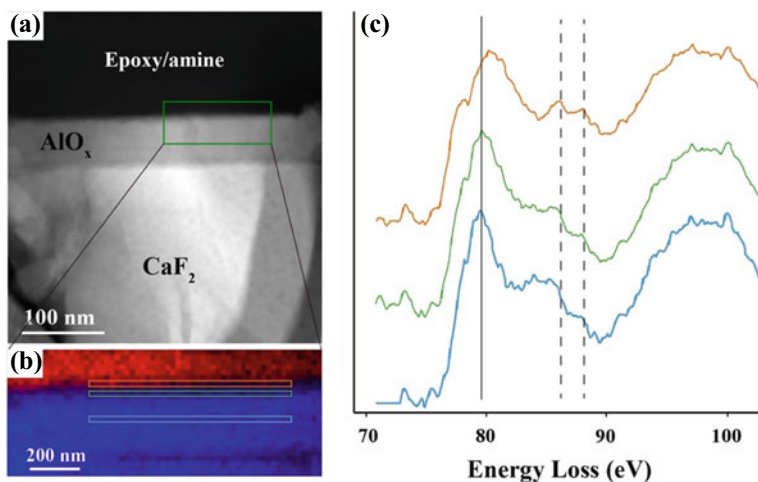 (a)
Epoxy/amine
AlOₓ
CaF₂
100 nm
(b)
200 nm
(c)
70 80 90 100
Energy Loss (eV)